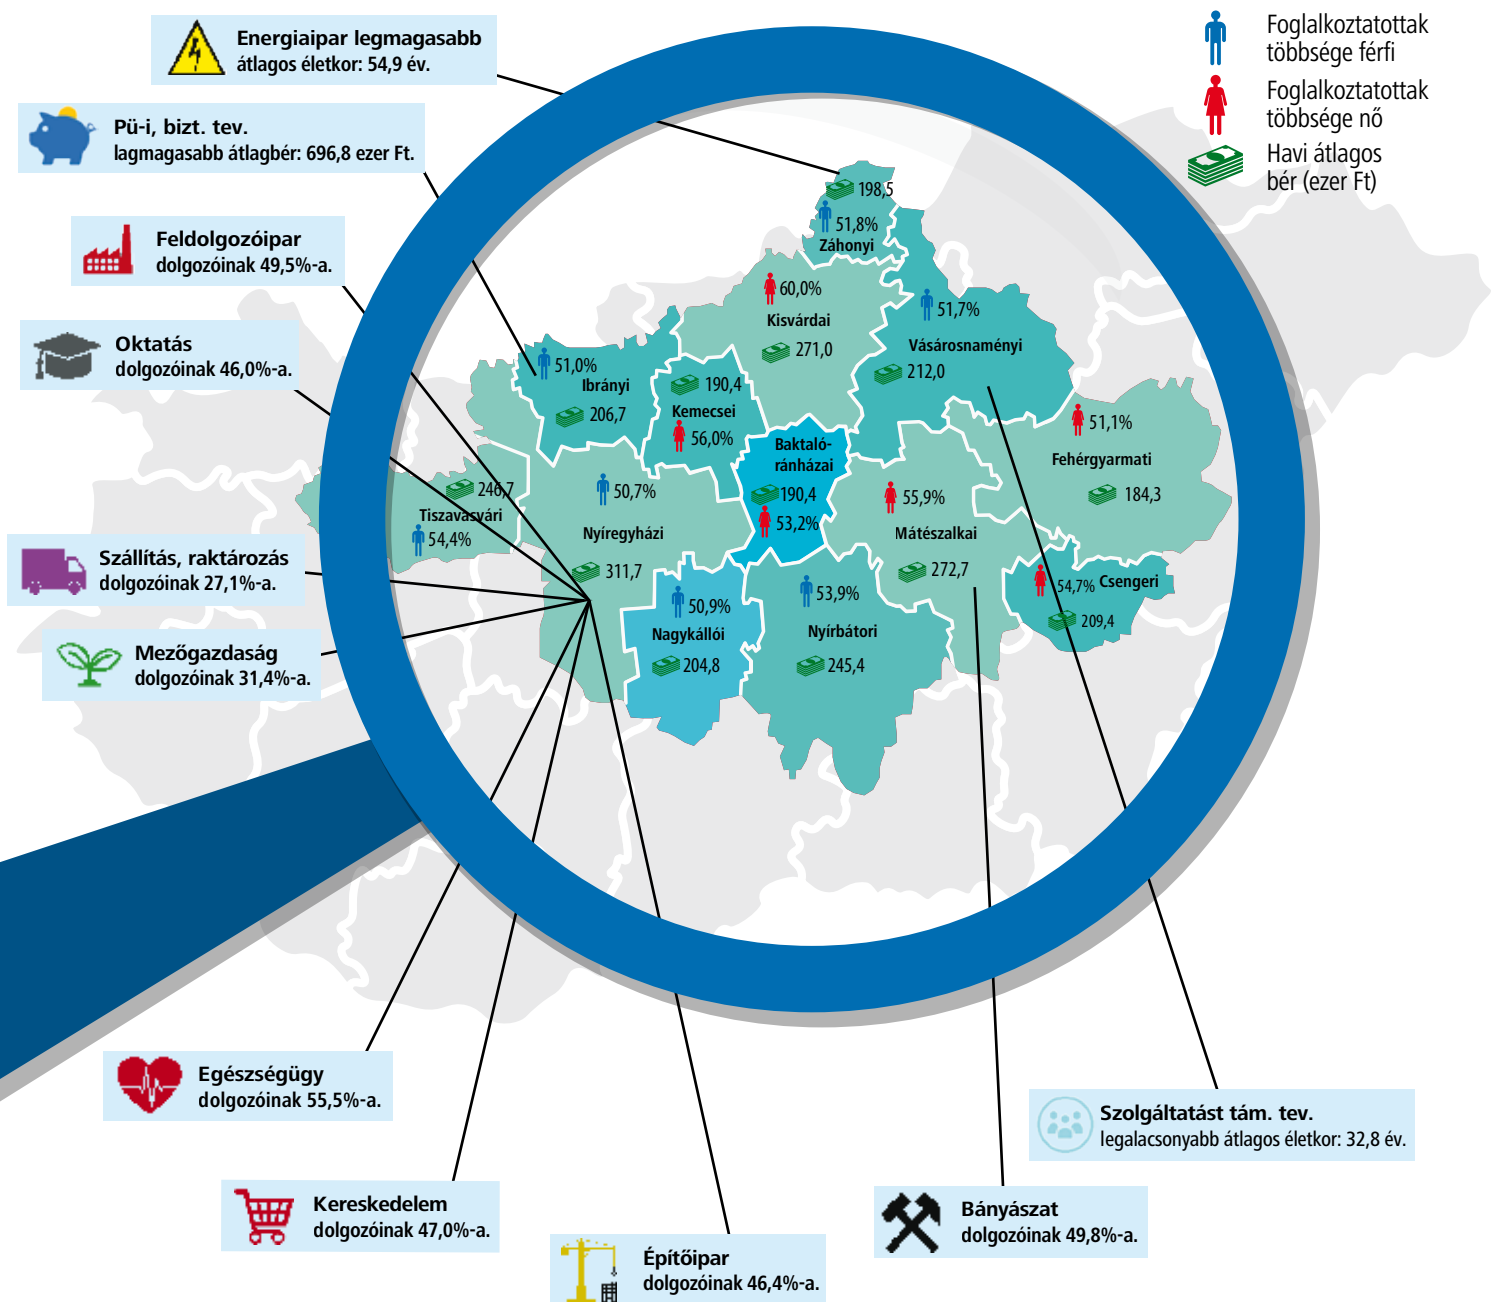 Energiaipar legmagasabb
átlagos életkor: 54,9 év.
Pü-i, bizt. tev.
lagmagasabb átlagbér: 696,8 ezer Ft.
Feldolgozóipar
dolgozóinak 49,5%-a.
Oktatás
dolgozóinak 46,0%-a.
Szállítás, raktározás
dolgozóinak 27,1%-a.
Mezőgazdaság
dolgozóinak 31,4%-a.
Foglalkoztatottak
többsége férfi
Foglalkoztatottak
többsége nő
Havi átlagos
bér (ezer Ft)
198,5
51,8%
Záhonyi
60,0%
Kisvárdai
271,0
51,7%
Vásárosnaményi
212,0
51,0%
Ibrányi
206,7
190,4
Kemecsei
56,0%
Baktaló-
ránházai
190,4
53,2%
51,1%
Fehérgyarmati
184,3
246,7
Tiszavasvári
54,4%
50,7%
Nyíregyházi
311,7
55,9%
Mátészalkai
272,7
54,7%
Csengeri
209,4
50,9%
Nagykállói
204,8
53,9%
Nyírbátori
245,4
Egészségügy
dolgozóinak 55,5%-a.
Kereskedelem
dolgozóinak 47,0%-a.
Építőipar
dolgozóinak 46,4%-a.
Bányászat
dolgozóinak 49,8%-a.
Szolgáltatást tám. tev.
legalacsonyabb átlagos életkor: 32,8 év.